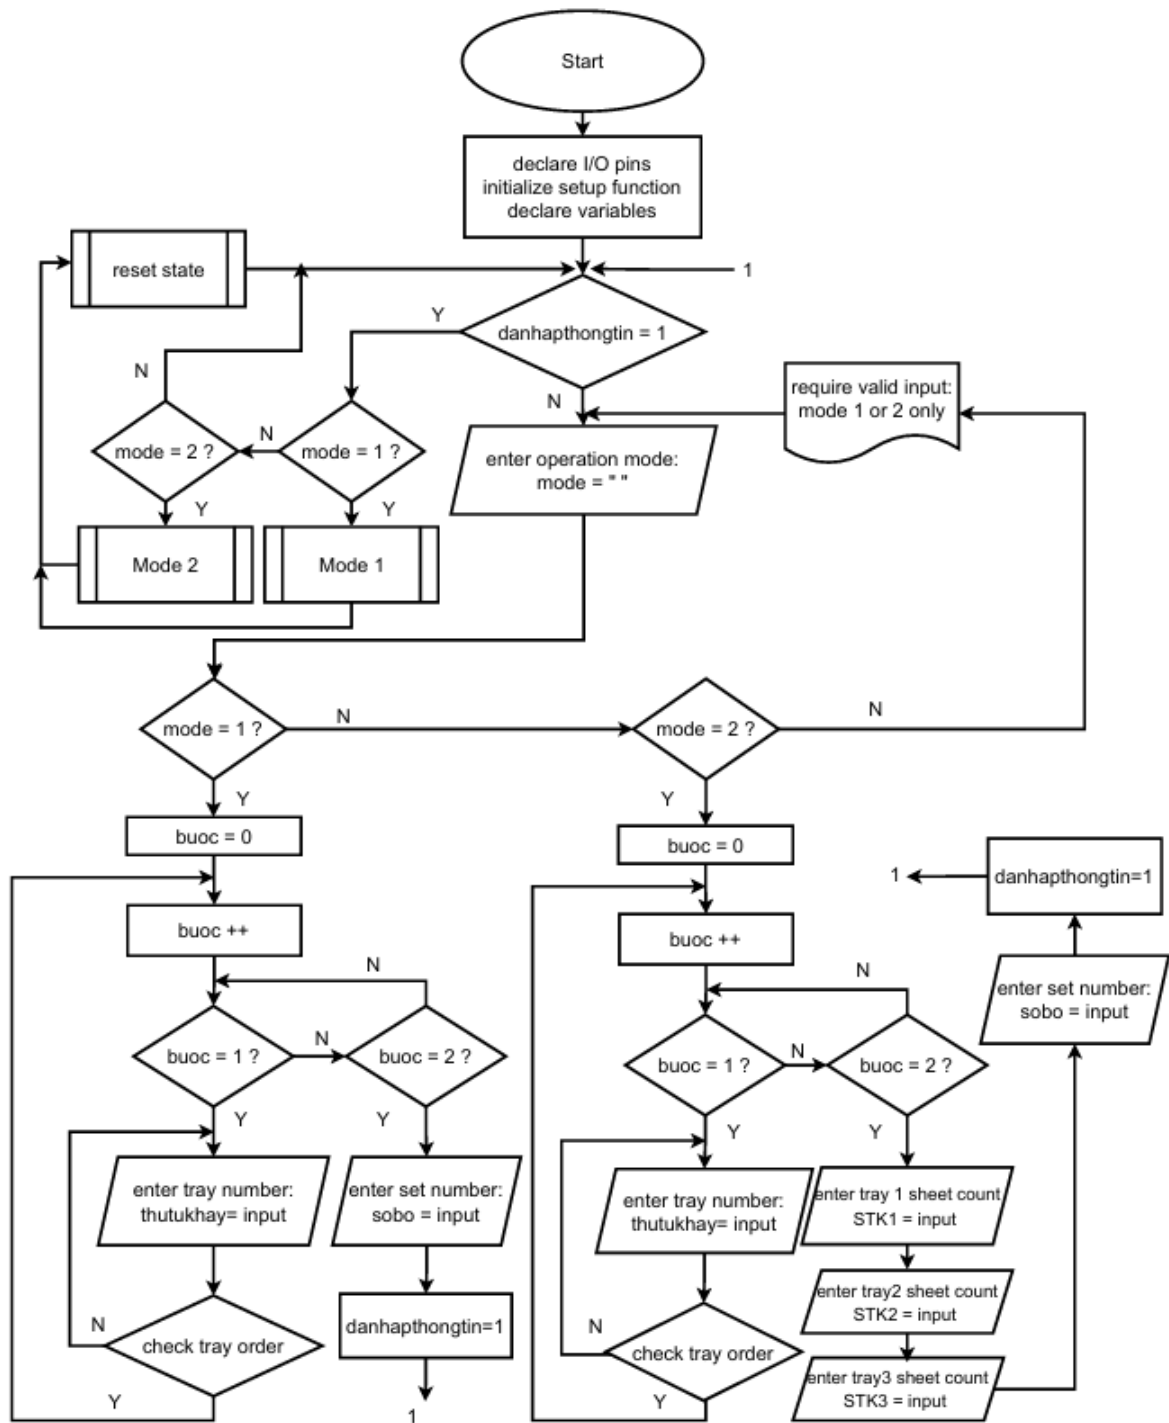 Start
declare I/O pins
initialize setup function
declare variables
reset state
1
Y
danhapthongtin = 1
N
N
require valid input:
mode 1 or 2 only
mode = 2 ?
N
mode = 1 ?
enter operation mode:
mode = " "
Y
Y
Mode 2
Mode 1
mode = 1 ?
N
mode = 2 ?
N
Y
Y
buoc = 0
buoc = 0
1
danhapthongtin=1
buoc ++
buoc ++
N
N
enter set number:
sobo = input
buoc = 1 ?
N
buoc = 2 ?
buoc = 1 ?
N
buoc = 2 ?
Y
Y
Y
Y
enter tray number:
thutukhay= input
enter set number:
sobo = input
enter tray number:
thutukhay= input
enter tray 1 sheet count
STK1 = input
enter tray2 sheet count
STK2 = input
N
check tray order
danhapthongtin=1
N
check tray order
enter tray3 sheet count
STK3 = input
Y
1
Y